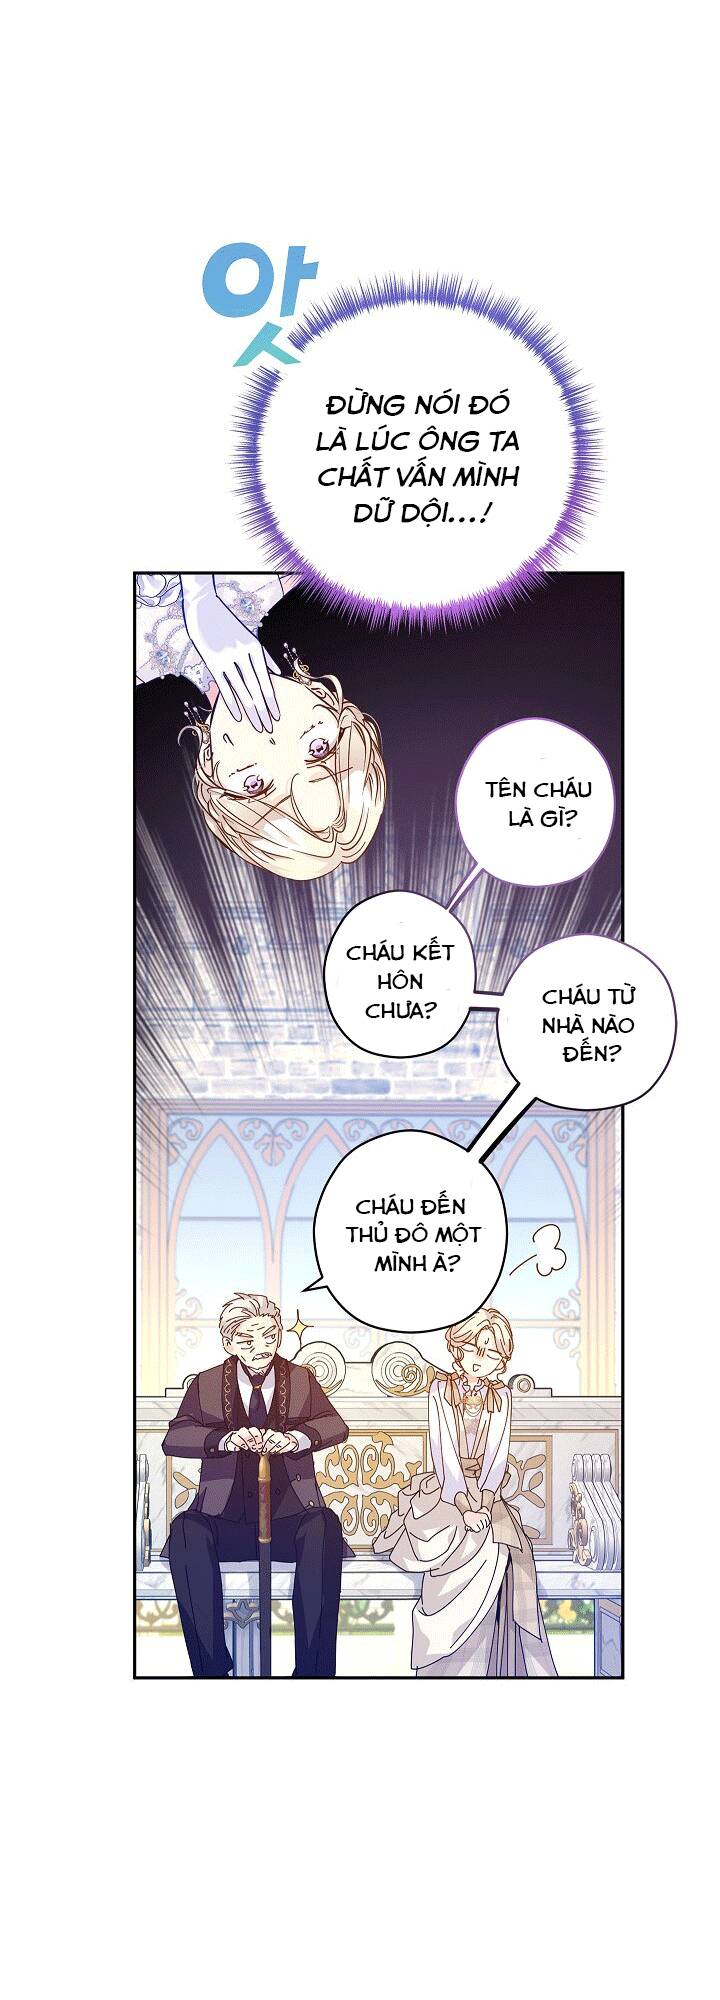 앗
ĐỪNG NÓI ĐÓ
LÀ LÚC ÔNG TA
CHẤT VẤN MÌNH
DỮ DỘI...!
TÊN CHÁU
LÀ GÌ?
CHÁU KẾT
HÔN
CHƯA?
CHÁU TỪ
NHÀ NÀO
ĐẾN?
CHÁU ĐẾN
THỦ ĐÔ MỘT
MÌNH À?